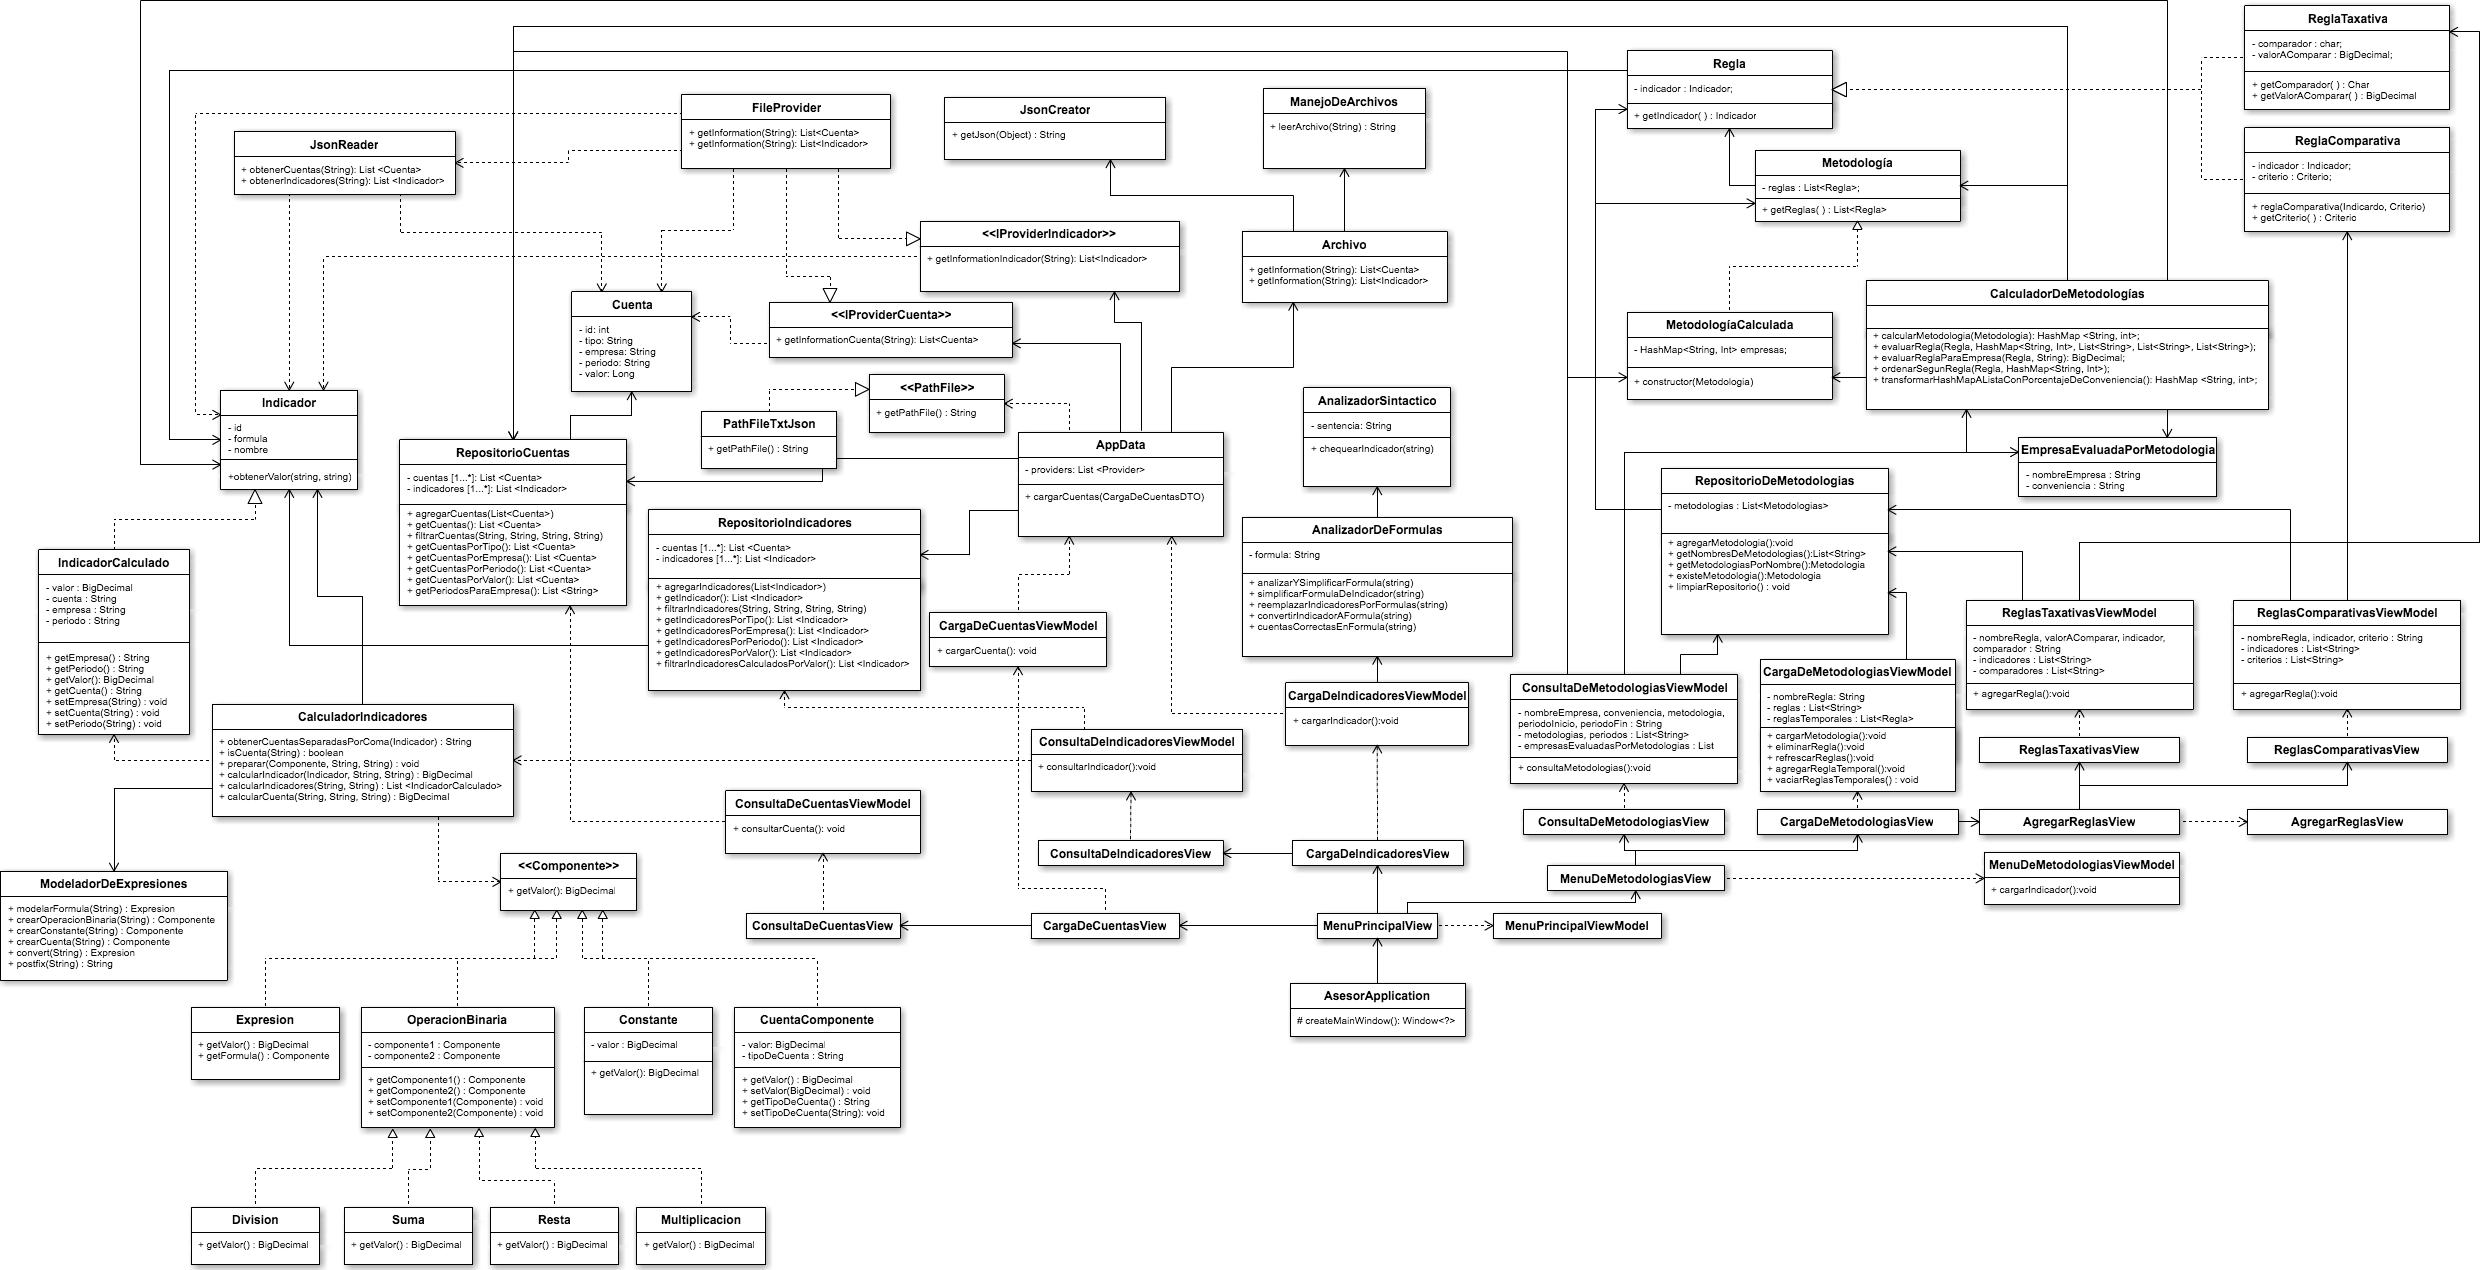 ReglaTaxativa
- comparador : char;
- valorAComparar : BigDecimal;
+ getComparador( ) : Char
+ getValorAComparar( ) : BigDecimal
Regla
- indicador : Indicador;
+ getIndicador( ) : Indicador
FileProvider
+ getInformation(String): List<Cuenta>
+ getInformation(String): List<Indicador>
JsonCreator
+ getJson(Object) : String
ManejoDeArchivos
+ leerArchivo(String) : String
JsonReader
+ obtenerCuentas(String): List <Cuenta>
+ obtenerIndicadores(String): List <Indicador>
ReglaComparativa
- indicador : Indicador;
- criterio : Criterio;
+ reglaComparativa(Indicardo, Criterio)
+ getCriterio( ) : Criterio
Metodología
- reglas : List<Regla>;
+ getReglas( ) : List<Regla>
<<IProviderIndicador>>
+ getInformationIndicador(String): List<Indicador>
Archivo
+ getInformation(String): List<Cuenta>
+ getInformation(String): List<Indicador>
Cuenta
- id: int
- tipo: String
- empresa: String
- periodo: String
- valor: Long
<<IProviderCuenta>>
+ getInformationCuenta(String): List<Cuenta>
MetodologíaCalculada
- HashMap<String, Int> empresas;
+ constructor(Metodologia)
CalculadorDeMetodologías
+ calcularMetodologia(Metodologia): HashMap <String, int>;
+ evaluarRegla(Regla, HashMap<String, Int>, List<String>, List<String>, List<String>);
+ evaluarReglaParaEmpresa(Regla, String): BigDecimal;
+ ordenarSegunRegla(Regla, HashMap<String, Int>);
+ transformarHashMapAListaConPorcentajeDeConveniencia(): HashMap <String, int>;
Indicador
- id
- formula
- nombre
+obtenerValor(string, string)
<<PathFile>>
+ getPathFile() : String
PathFileTxtJson
+ getPathFile() : String
AnalizadorSintactico
- sentencia: String
+ chequearIndicador(string)
RepositorioCuentas
- cuentas [1...*]: List <Cuenta>
- indicadores [1...*]: List <Indicador>
+ agregarCuentas(List<Cuenta>)
+ getCuentas(): List <Cuenta>
+ filtrarCuentas(String, String, String, String)
+ getCuentasPorTipo(): List <Cuenta>
+ getCuentasPorEmpresa(): List <Cuenta>
+ getCuentasPorPeriodo(): List <Cuenta>
+ getCuentasPorValor(): List <Cuenta>
+ getPeriodosParaEmpresa(): List <String>
AppData
- providers: List <Provider>
+ cargarCuentas(CargaDeCuentasDTO)
EmpresaEvaluadaPorMetodologia
- nombreEmpresa : String
- conveniencia : String
RepositorioDeMetodologias
- metodologias : List<Metodologias>
+ agregarMetodologia():void
+ getNombresDeMetodologias():List<String>
+ getMetodologiasPorNombre():Metodologia
+ existeMetodologia():Metodologia
+ limpiarRepositorio() : void
RepositorioIndicadores
- cuentas [1...*]: List <Cuenta>
- indicadores [1...*]: List <Indicador>
+ agregarIndicadores(List<Indicador>)
+ getIndicador(): List <Indicador>
+ filtrarIndicadores(String, String, String, String)
+ getIndicadoresPorTipo(): List <Indicador>
+ getIndicadoresPorEmpresa(): List <Indicador>
+ getIndicadoresPorPeriodo(): List <Indicador>
+ getIndicadoresPorValor(): List <Indicador>
+ filtrarIndicadoresCalculadosPorValor(): List <Indicador>
AnalizadorDeFormulas
- formula: String
+ analizarYSimplificarFormula(string)
+ simplificarFormulaDeIndicador(string)
+ reemplazarIndicadoresPorFormulas(string)
+ convertirIndicadorAFormula(string)
+ cuentasCorrectasEnFormula(string)
IndicadorCalculado
- valor : BigDecimal
- cuenta : String
- empresa : String
- periodo : String
+ getEmpresa() : String
+ getPeriodo() : String
+ getValor(): BigDecimal
+ getCuenta() : String
+ setEmpresa(String) : void
+ setCuenta(String) : void
+ setPeriodo(String) : void
CargaDeCuentasViewModel
+ cargarCuenta(): void
ReglasTaxativasViewModel
- nombreRegla, valorAComparar, indicador,
comparador : String
- indicadores : List<String>
- comparadores : List<String>
+ agregarRegla():void
ReglasComparativasViewModel
- nombreRegla, indicador, criterio : String
- indicadores : List<String>
- criterios : List<String>
+ agregarRegla():void
CargaDeIndicadoresViewModel
+ cargarIndicador():void
ConsultaDeMetodologiasViewModel
- nombreEmpresa, conveniencia, metodologia,
periodoInicio, periodoFin : String
- metodologias, periodos : List<String>
- empresasEvaluadasPorMetodologias : List
+ consultaMetodologias():void
CargaDeMetodologiasViewModel
- nombreRegla: String
- reglas : List<String>
- reglasTemporales : List<Regla>
+ cargarMetodologia():void
+ eliminarRegla():void
+ refrescarReglas():void
+ agregarReglaTemporal():void
+ vaciarReglasTemporales() : void
CalculadorIndicadores
+ obtenerCuentasSeparadasPorComa(Indicador) : String
+ isCuenta(String) : boolean
+ preparar(Componente, String, String) : void
+ calcularIndicador(Indicador, String, String) : BigDecimal
+ calcularIndicadores(String, String) : List <IndicadorCalculado>
+ calcularCuenta(String, String, String) : BigDecimal
ConsultaDeIndicadoresViewModel
+ consultarIndicador():void
ReglasTaxativasView
ReglasComparativasView
ConsultaDeCuentasViewModel
+ consultarCuenta(): void
ConsultaDeMetodologiasView
CargaDeMetodologiasView
AgregarReglasView
AgregarReglasView
ConsultaDeIndicadoresView
CargaDeIndicadoresView
<<Componente>>
+ getValor(): BigDecimal
MenuDeMetodologiasView
MenuDeMetodologiasViewModel
+ cargarIndicador():void
ModeladorDeExpresiones
+ modelarFormula(String) : Expresion
+ crearOperacionBinaria(String) : Componente
+ crearConstante(String) : Componente
+ crearCuenta(String) : Componente
+ convert(String) : Expresion
+ postfix(String) : String
ConsultaDeCuentasView
CargaDeCuentasView
MenuPrincipalView
MenuPrincipalViewModel
AsesorApplication
# createMainWindow(): Window<?>
Expresion
+ getValor() : BigDecimal
+ getFormula() : Componente
OperacionBinaria
- componente1 : Componente
- componente2 : Componente
+ getComponente1() : Componente
+ getComponente2() : Componente
+ setComponente1(Componente) : void
+ setComponente2(Componente) : void
Constante
- valor : BigDecimal
+ getValor(): BigDecimal
CuentaComponente
- valor: BigDecimal
- tipoDeCuenta : String
+ getValor() : BigDecimal
+ setValor(BigDecimal) : void
+ getTipoDeCuenta() : String
+ setTipoDeCuenta(String): void
Division
+ getValor() : BigDecimal
Suma
+ getValor() : BigDecimal
Resta
+ getValor() : BigDecimal
Multiplicacion
+ getValor() : BigDecimal